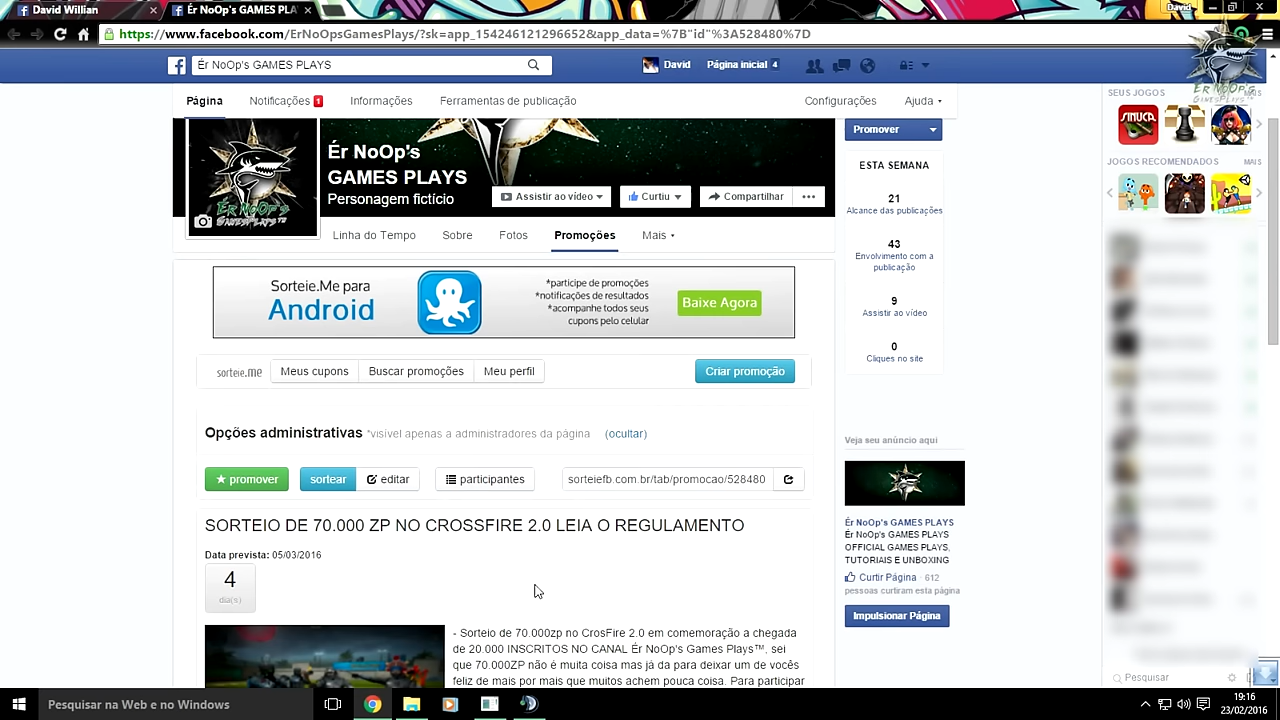 David Willian
Ér NoOp's GAMES PLA
David
https://www.facebook.com/ErNoOpsGamesPlays/?sk=app_154246121296652&app_data=%7B"id"%3A528480%7D
Ér NoOp's GAMES PLAYS
David
Página inicial 4
Página
Notificações 1
Informações
Ferramentas de publicação
Configurações
Ajuda
Ér NoOp's
GAMES PLAYS
Personagem fictício
Assistir ao vídeo
Curtiu
Compartilhar
Linha do Tempo
Sobre
Fotos
Promoções
Mais
Sorteie.Me para
Android
*participe de promoções
*notificações de resultados
*acompanhe todos seus
cupons pelo celular
Baixe Agora
sorteie.me
Meus cupons
Buscar promoções
Meu perfil
Criar promoção
Opções administrativas *visível apenas a administradores da página (ocultar)
promover
sortear
editar
participantes
sorteiefb.com.br/tab/promocao/528480
SORTEIO DE 70.000 ZP NO CROSSFIRE 2.0 LEIA O REGULAMENTO
Data prevista: 05/03/2016
4
dia(s)
- Sorteio de 70.000zp no CrosFire 2.0 em comemoração a chegada
de 20.000 INSCRITOS NO CANAL Ér NoOp's Games Plays™, sei
que 70.000ZP não é muita coisa mas já da para deixar um de vocês
feliz de mais por mais que muitos achem pouca coisa. Para participar
Promover
ESTA SEMANA
21
Alcance das publicações
43
Envolvimento com a
publicação
9
Assistir ao vídeo
0
Cliques no site
Veja seu anúncio aqui
Ér NoOp's GAMES PLAYS
Ér NoOp's GAMES PLAYS
OFFICIAL GAMES PLAYS,
TUTORIAIS E UNBOXING
Curtir Página · 612
pessoas curtiram esta página
Impulsionar Página
SEUS JOGOS
MAIS
SINUCA
JOGOS RECOMENDADOS
MAIS
Pesquisar
Ér NoOp's
GAMESPLAYS™
Pesquisar na Web e no Windows
19:16
23/02/2016